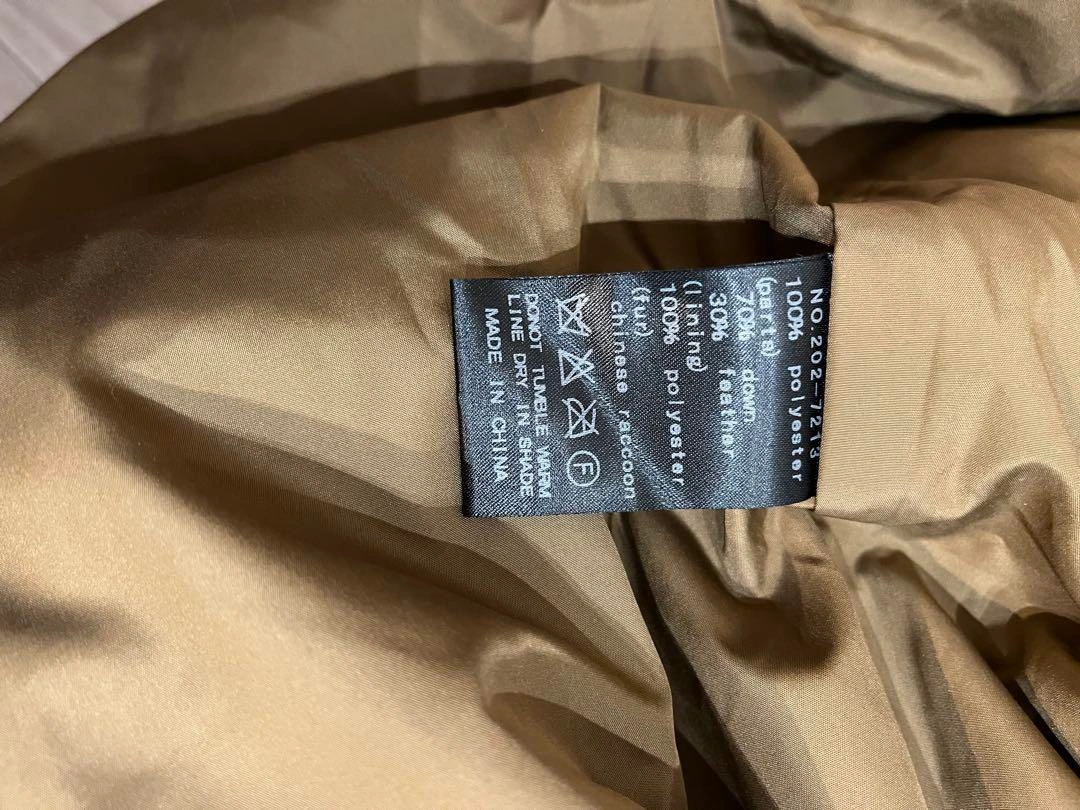 NO.202-7213
100% polyester
(parts)
70% down
30% feather
(lining)
100% polyester
(fur)
chinese raccoon
F
DONOT TUMBLE WARM
LINE DRY IN SHADE
MADE IN CHINA